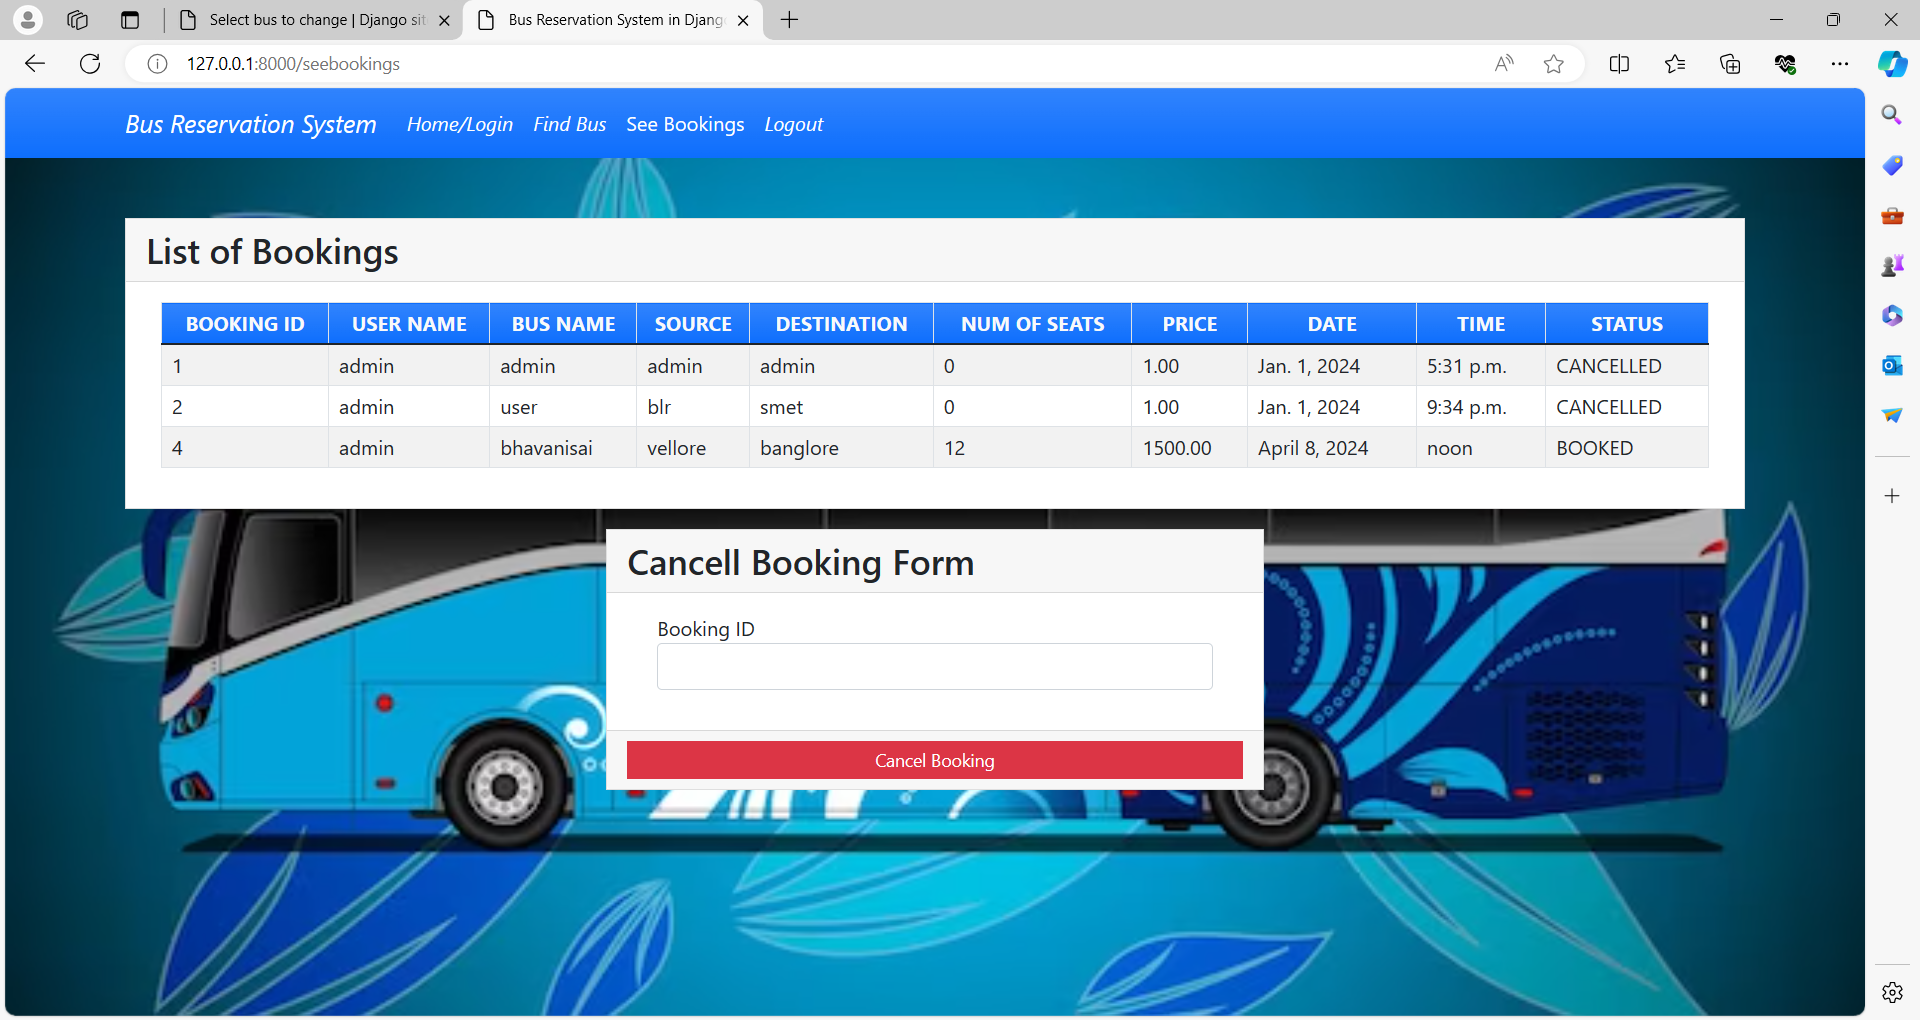 Select bus to change | Django sit
Bus Reservation System in Djang
127.0.0.1:8000/seebookings
Bus Reservation System Home/Login Find Bus See Bookings Logout
List of Bookings
BOOKING ID USER NAME BUS NAME SOURCE DESTINATION NUM OF SEATS PRICE DATE TIME STATUS
1 admin admin admin admin 0 1.00 Jan. 1, 2024 5:31 p.m. CANCELLED
2 admin user blr smet 0 1.00 Jan. 1, 2024 9:34 p.m. CANCELLED
4 admin bhavanisai vellore banglore 12 1500.00 April 8, 2024 noon BOOKED
Cancell Booking Form
Booking ID
Cancel Booking